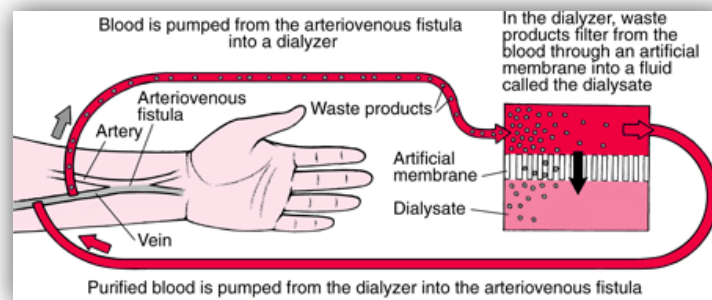 Blood is pumped from the arteriovenous fistula
into a dialyzer
In the dialyzer, waste
products filter from the
blood through an artificial
membrane into a fluid
called the dialysate
Arteriovenous
fistula
Artery
Waste products
Artificial
membrane
Dialysate
Vein
Purified blood is pumped from the dialyzer into the arteriovenous fistula